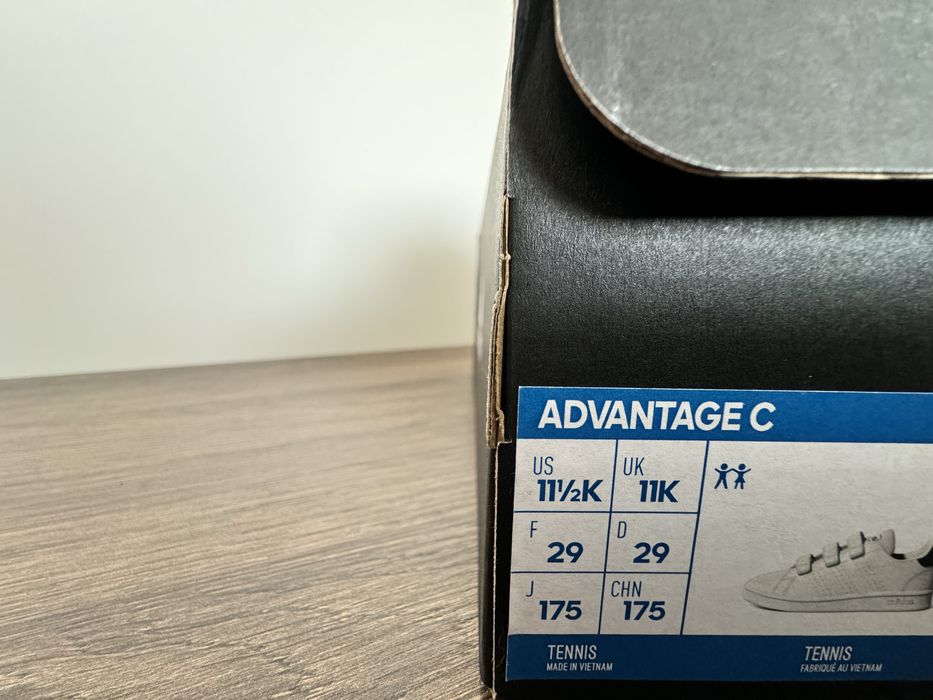 ADVANTAGE C
US UK
11½K 11K
F D
29 29
J CHN
175 175
adidas
TENNIS TENNIS
MADE IN VIETNAM FABRIQUÉ AU VIETNAM